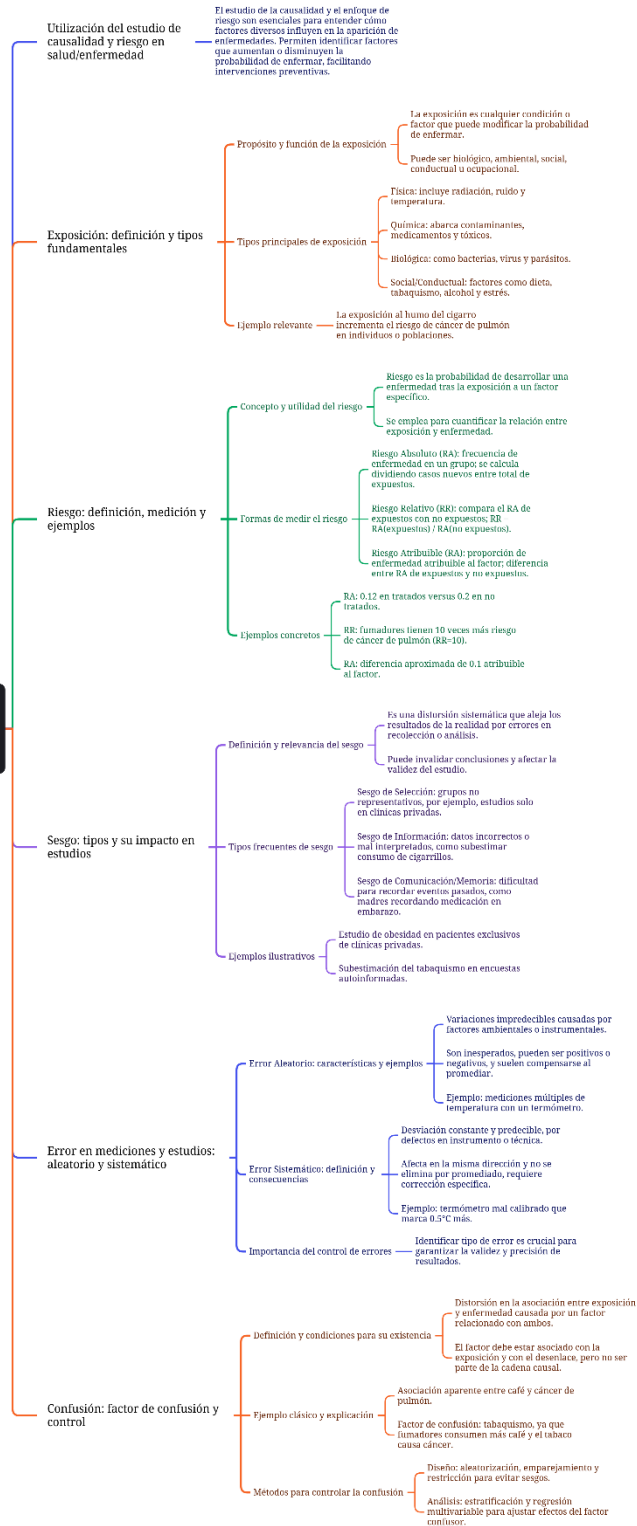 Utilización del estudio de
causalidad y riesgo en
salud/enfermedad
El estudio de la causalidad y el enfoque de
riesgo son esenciales para entender cómo
factores diversos influyen en la aparición de
enfermedades. Permiten identificar factores
que aumentan o disminuyen la
probabilidad de enfermar, facilitando
intervenciones preventivas.
Exposición: definición y tipos
fundamentales
Propósito y función de la exposición
La exposición es cualquier condición o
factor que puede modificar la probabilidad
de enfermar.
Puede ser biológico, ambiental, social,
conductual u ocupacional.
Tipos principales de exposición
Física: incluye radiación, ruido y
temperatura.
Química: abarca contaminantes,
medicamentos y tóxicos.
Biológica: como bacterias, virus y parásitos.
Social/Conductual: factores como dieta,
tabaquismo, alcohol y estrés.
Ejemplo relevante
La exposición al humo del cigarro
incrementa el riesgo de cáncer de pulmón
en individuos o poblaciones.
Riesgo: definición, medición y
ejemplos
Concepto y utilidad del riesgo
Riesgo es la probabilidad de desarrollar una
enfermedad tras la exposición a un factor
específico.
Se emplea para cuantificar la relación entre
exposición y enfermedad.
Formas de medir el riesgo
Riesgo Absoluto (RA): frecuencia de
enfermedad en un grupo; se calcula
dividiendo casos nuevos entre total de
expuestos.
Riesgo Relativo (RR): compara el RA de
expuestos con no expuestos; RR
RA(expuestos) / RA(no expuestos).
Riesgo Atribuible (RA): proporción de
enfermedad atribuible al factor; diferencia
entre RA de expuestos y no expuestos.
Ejemplos concretos
RA: 0.12 en tratados versus 0.2 en no
tratados.
RR: fumadores tienen 10 veces más riesgo
de cáncer de pulmón (RR=10).
RA: diferencia aproximada de 0.1 atribuible
al factor.
Sesgo: tipos y su impacto en
estudios
Definición y relevancia del sesgo
Es una distorsión sistemática que aleja los
resultados de la realidad por errores en
recolección o análisis.
Puede invalidar conclusiones y afectar la
validez del estudio.
Tipos frecuentes de sesgo
Sesgo de Selección: grupos no
representativos, por ejemplo, estudios solo
en clínicas privadas.
Sesgo de Información: datos incorrectos o
mal interpretados, como subestimar
consumo de cigarrillos.
Sesgo de Comunicación/Memoria: dificultad
para recordar eventos pasados, como
madres recordando medicación en
embarazo.
Ejemplos ilustrativos
Estudio de obesidad en pacientes exclusivos
de clínicas privadas.
Subestimación del tabaquismo en encuestas
autoinformadas.
Error en mediciones y estudios:
aleatorio y sistemático
Error Aleatorio: características y ejemplos
Variaciones impredecibles causadas por
factores ambientales o instrumentales.
Son inesperados, pueden ser positivos o
negativos, y suelen compensarse al
promediar.
Ejemplo: mediciones múltiples de
temperatura con un termómetro.
Error Sistemático: definición y
consecuencias
Desviación constante y predecible, por
defectos en instrumento o técnica.
Afecta en la misma dirección y no se
elimina por promediado, requiere
corrección específica.
Ejemplo: termómetro mal calibrado que
marca 0.5°C más.
Importancia del control de errores
Identificar tipo de error es crucial para
garantizar la validez y precisión de
resultados.
Confusión: factor de confusión y
control
Definición y condiciones para su existencia
Distorsión en la asociación entre exposición
y enfermedad causada por un factor
relacionado con ambos.
El factor debe estar asociado con la
exposición y con el desenlace, pero no ser
parte de la cadena causal.
Ejemplo clásico y explicación
Asociación aparente entre café y cáncer de
pulmón.
Factor de confusión: tabaquismo, ya que
fumadores consumen más café y el tabaco
causa cáncer.
Métodos para controlar la confusión
Diseño: aleatorización, emparejamiento y
restricción para evitar sesgos.
Análisis: estratificación y regresión
multivariable para ajustar efectos del factor
confusor.